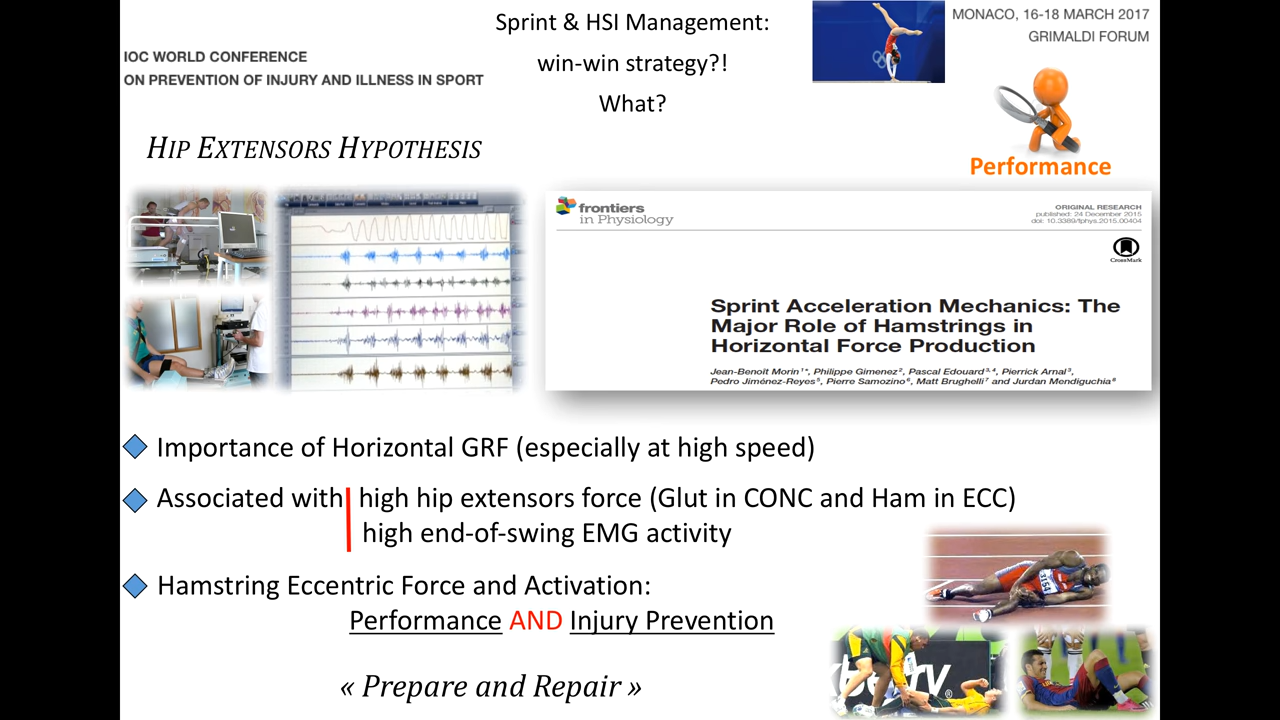 Sprint & HSI Management:
win-win strategy?!
What?
IOC WORLD CONFERENCE
ON PREVENTION OF INJURY AND ILLNESS IN SPORT
MONACO, 16-18 MARCH 2017
GRIMALDI FORUM
HIP EXTENSORS HYPOTHESIS
Performance
frontiers
in Physiology
ORIGINAL RESEARCH
published: 24 December 2015
doi: 10.3389/fphys.2015.00404
CrossMark
Sprint Acceleration Mechanics: The
Major Role of Hamstrings in
Horizontal Force Production
Jean-Benoit Morin1*, Philippe Gimenez2, Pascal Edouard3,4, Pierrick Arnal3,
Pedro Jiménez-Reyes5, Pierre Samozino6, Matt Brughelli7 and Jurdan Mendiguchia8
Importance of Horizontal GRF (especially at high speed)
Associated with high hip extensors force (Glut in CONC and Ham in ECC)
high end-of-swing EMG activity
Hamstring Eccentric Force and Activation:
Performance AND Injury Prevention
« Prepare and Repair »